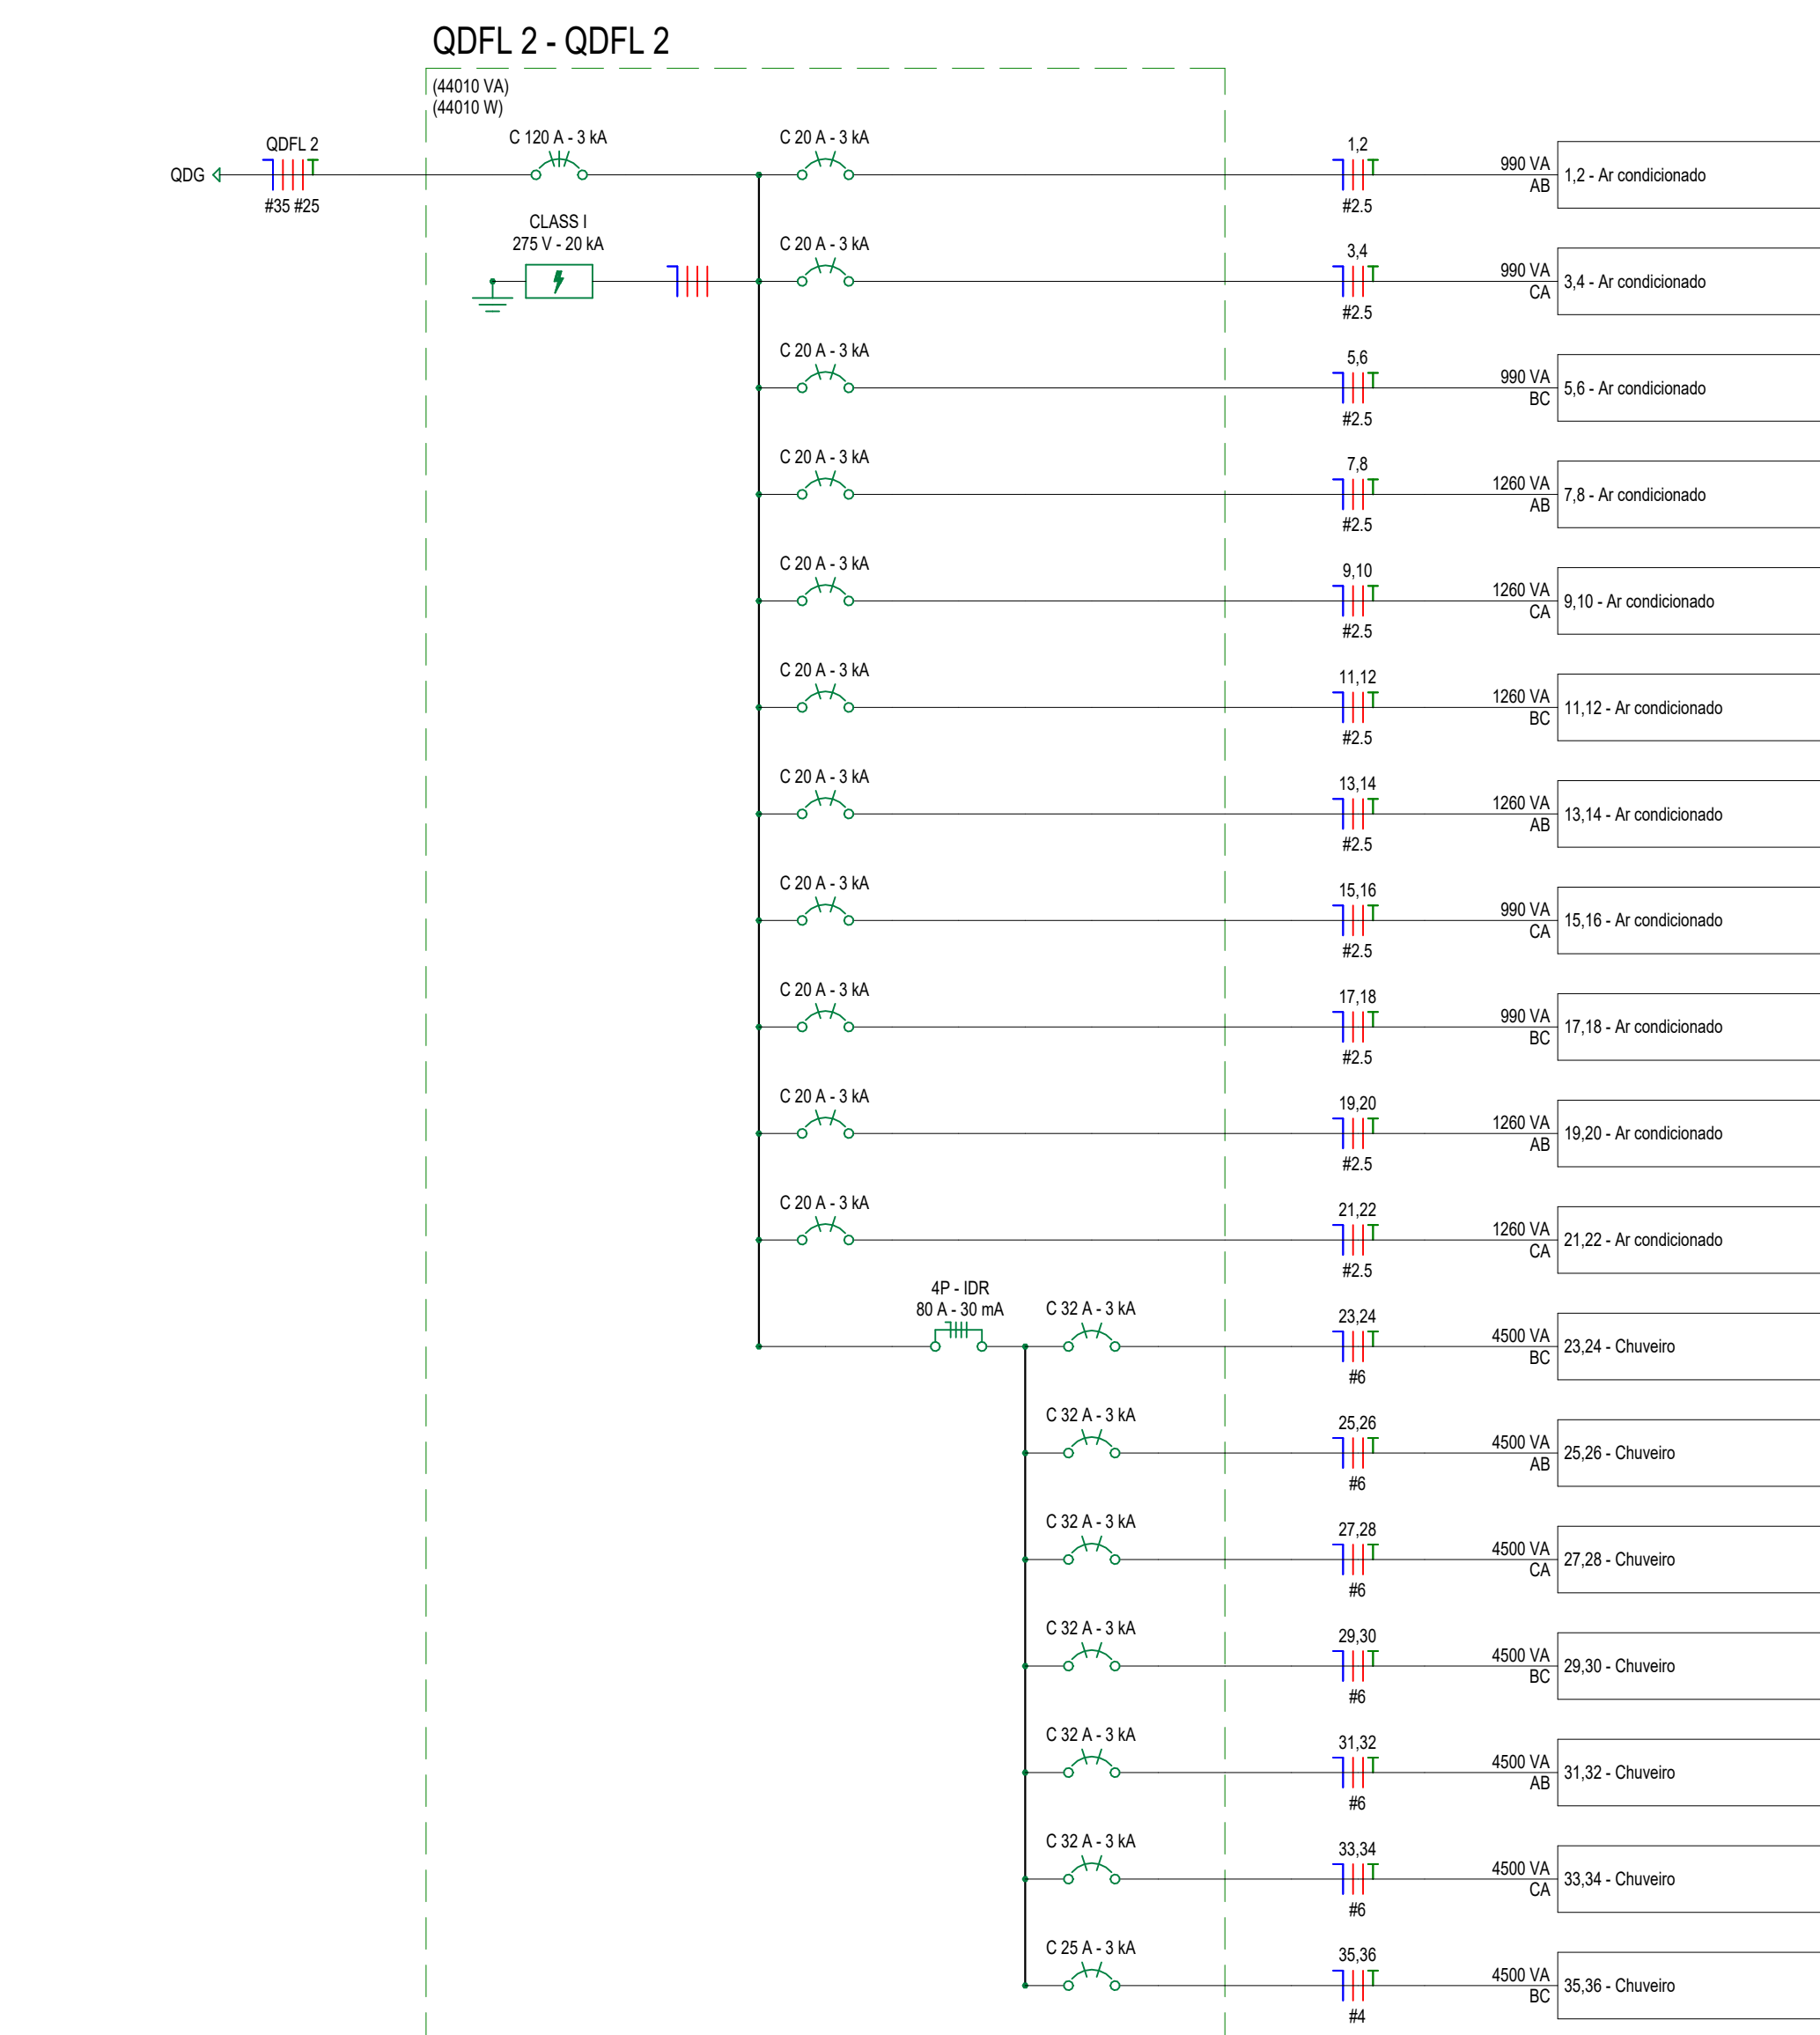 QDFL 2 - QDFL 2
(44010 VA)
(44010 W)
QDG
QDFL 2
#35 #25
C 120 A - 3 kA
CLASS I
275 V - 20 kA
C 20 A - 3 kA
1,2
#2.5
990 VA
AB
1,2 - Ar condicionado
C 20 A - 3 kA
3,4
#2.5
990 VA
CA
3,4 - Ar condicionado
C 20 A - 3 kA
5,6
#2.5
990 VA
BC
5,6 - Ar condicionado
C 20 A - 3 kA
7,8
#2.5
1260 VA
AB
7,8 - Ar condicionado
C 20 A - 3 kA
9,10
#2.5
1260 VA
CA
9,10 - Ar condicionado
C 20 A - 3 kA
11,12
#2.5
1260 VA
BC
11,12 - Ar condicionado
C 20 A - 3 kA
13,14
#2.5
1260 VA
AB
13,14 - Ar condicionado
C 20 A - 3 kA
15,16
#2.5
990 VA
CA
15,16 - Ar condicionado
C 20 A - 3 kA
17,18
#2.5
990 VA
BC
17,18 - Ar condicionado
C 20 A - 3 kA
19,20
#2.5
1260 VA
AB
19,20 - Ar condicionado
C 20 A - 3 kA
21,22
#2.5
1260 VA
CA
21,22 - Ar condicionado
4P - IDR
80 A - 30 mA
C 32 A - 3 kA
23,24
#6
4500 VA
BC
23,24 - Chuveiro
C 32 A - 3 kA
25,26
#6
4500 VA
AB
25,26 - Chuveiro
C 32 A - 3 kA
27,28
#6
4500 VA
CA
27,28 - Chuveiro
C 32 A - 3 kA
29,30
#6
4500 VA
BC
29,30 - Chuveiro
C 32 A - 3 kA
31,32
#6
4500 VA
AB
31,32 - Chuveiro
C 32 A - 3 kA
33,34
#6
4500 VA
CA
33,34 - Chuveiro
C 25 A - 3 kA
35,36
#4
4500 VA
BC
35,36 - Chuveiro